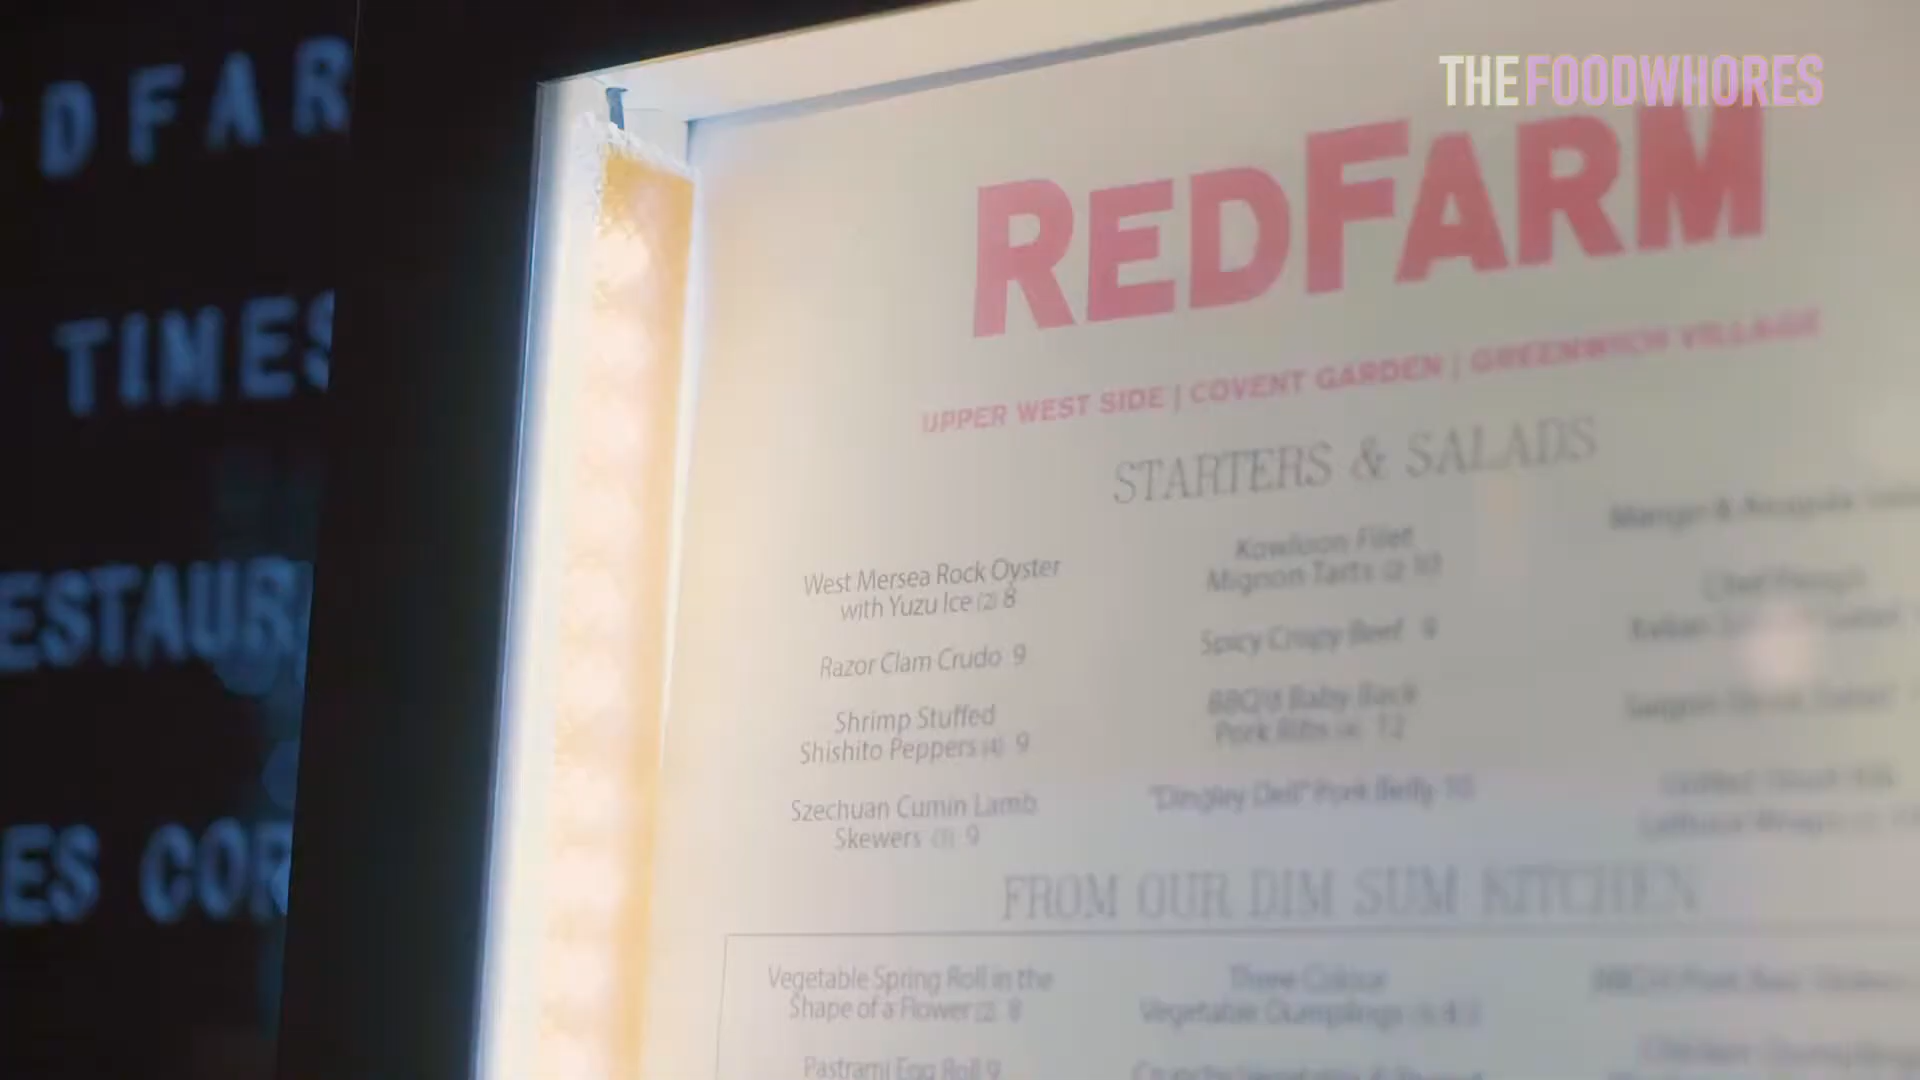 THEFOODWHORES
DFAR
TIMES
ESTAUR
ES COR
REDFARM
UPPER WEST SIDE | COVENT GARDEN | GREENWICH VILLAGE
STARTERS & SALADS
West Mersea Rock Oyster
with Yuzu Ice (2) 8
Razor Clam Crudo 9
Shrimp Stuffed
Shishito Peppers (4) 9
Szechuan Cumin Lamb
Skewers 9
Kowloon Fillet
Mignon Tarts (2) 10
Spicy Crispy Beef 9
BBQ'd Baby Back
Pork Ribs (4) 12
"Dingley Dell" Pork Belly 10
Mango &
FROM OUR DIM SUM KITCHEN
Vegetable Spring Roll in the
Shape of a Flower (2) 8
Pastrami Egg Roll 9
Three Colour
Vegetable Dumplings